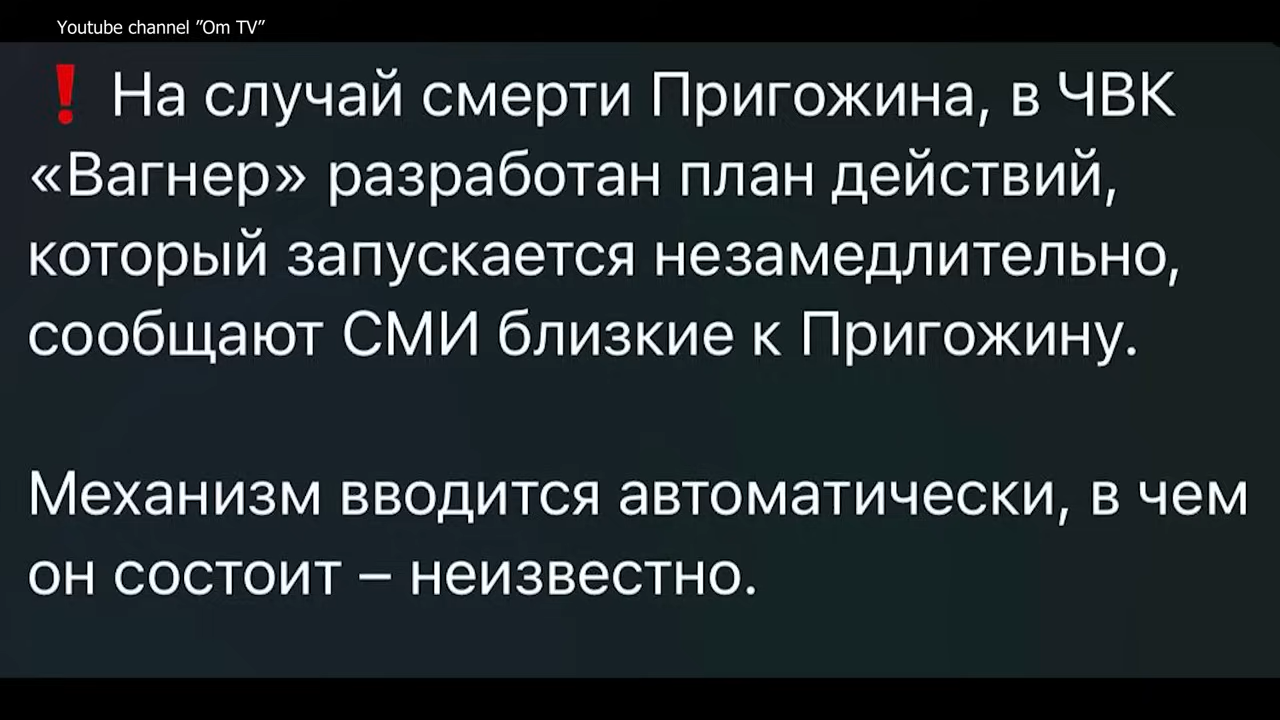 Youtube channel ”Om TV”
❗ На случай смерти Пригожина, в ЧВК
«Вагнер» разработан план действий,
который запускается незамедлительно,
сообщают СМИ близкие к Пригожину.
Механизм вводится автоматически, в чем
он состоит – неизвестно.